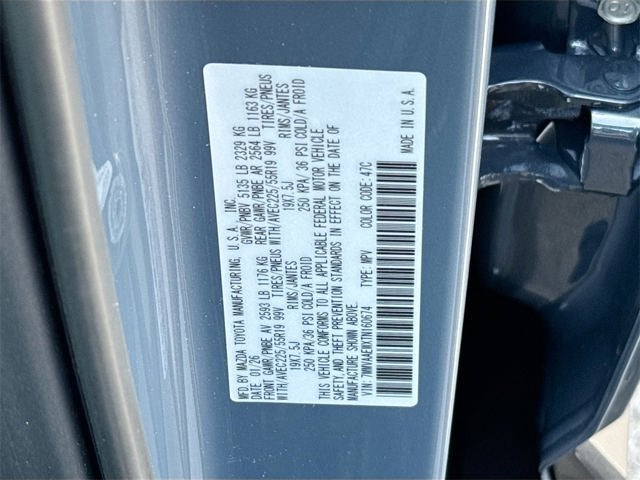 MFD BY MAZDA TOYOTA MANUFACTURING, U.S.A., INC.
DATE: 01/26 GVWR/PNBV 5135 LB 2329 KG
FRONT GAWR/PNBE AV 2593 LB 1176 KG REAR GAWR/PNBE AR 2564 LB 1163 KG
WITH/AVEC225/55R19 99V TIRES/PNEUS WITH/AVEC225/55R19 99V TIRES/PNEUS
19X7.5J RIMS/JANTES 19X7.5J RIMS/JANTES
250 KPA/36 PSI COLD/A FROID 250 KPA/ 36 PSI COLD/A FROID
THIS VEHICLE CONFORMS TO ALL APPLICABLE FEDERAL MOTOR VEHICLE
SAFETY AND THEFT PREVENTION STANDARDS IN EFFECT ON THE DATE OF
MANUFACTURE SHOWN ABOVE.
VIN: 7MMVAAEWXTN160674 TYPE: MPV COLOR CODE: 47C
MADE IN U.S.A.